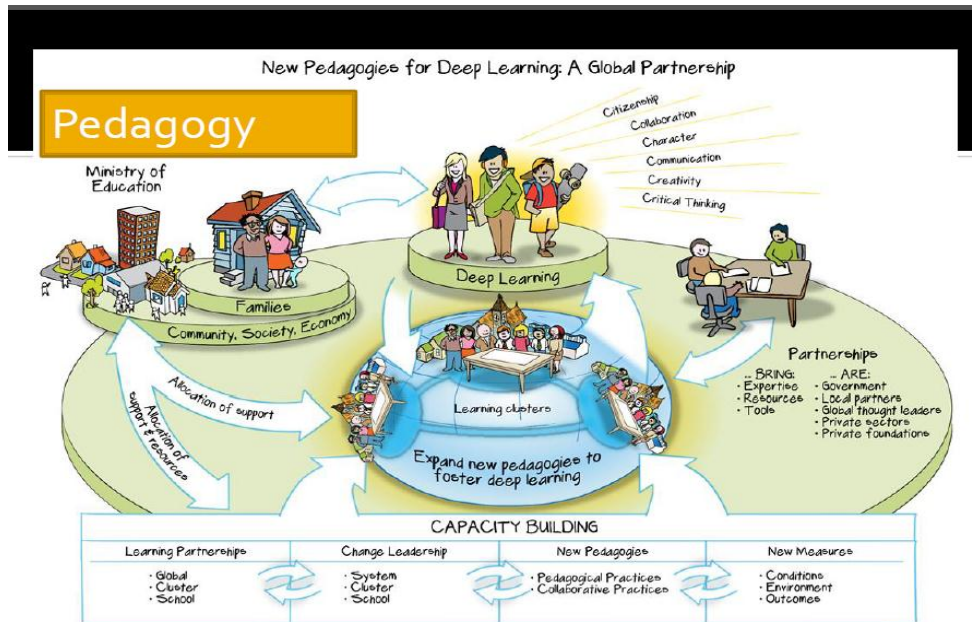 New Pedagogies for Deep Learning: A Global Partnership
Pedagogy
Citizenship
Collaboration
Character
Communication
Creativity
Critical Thinking
Ministry of
Education
Families
Community, Society, Economy
Deep Learning
Partnerships
... BRING:
• Expertise
• Resources
• Tools
... ARE:
• Government
• Local partners
• Global thought leaders
• Private sectors
• Private foundations
Allocation of support
Allocation of
support & resources
Learning clusters
Expand new pedagogies to
foster deep learning
CAPACITY BUILDING
Learning Partnerships
• Global
• Cluster
• School
Change Leadership
• System
• Cluster
• School
New Pedagogies
• Pedagogical Practices
• Collaborative Practices
New Measures
• Conditions
• Environment
• Outcomes